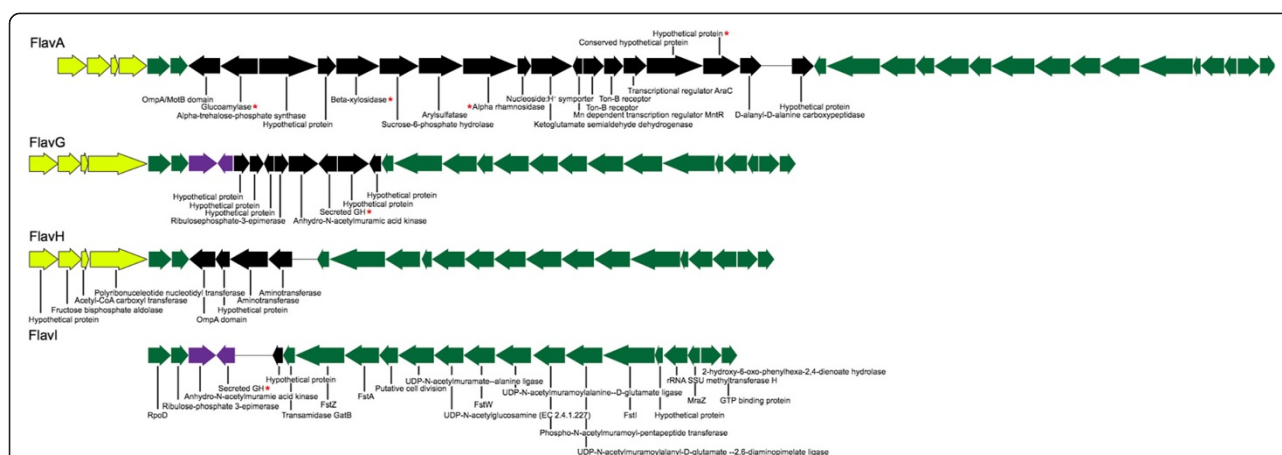 FlavA
Hypothetical protein*
Conserved hypothetical protein
OmpA/MotB domain
Glucoamylase*
Alpha-trehalose-phosphate synthase
Hypothetical protein
Beta-xylosidase*
Sucrose-6-phosphate hydrolase
Arylsulfatase
*Alpha rhamnosidase
Nucleoside:H+ symporter
Ketoglutamate semialdehyde dehydrogenase
Mn dependent transcription regulator MntR
Ton-B receptor
Ton-B receptor
Transcriptional regulator AraC
D-alanyl-D-alanine carboxypeptidase
Hypothetical protein
FlavG
Hypothetical protein
Hypothetical protein
Hypothetical protein
Ribulosephosphate-3-epimerase
Anhydro-N-acetylmuramic acid kinase
Secreted GH*
Hypothetical protein
Hypothetical protein
FlavH
Hypothetical protein
Fructose bisphosphate aldolase
Acetyl-CoA carboxyl transferase
Polyribonuceleotide nucleotidyl transferase
OmpA domain
Hypothetical protein
Aminotransferase
Aminotransferase
FlavI
RpoD
Ribulose-phosphate 3-epimerase
Anhydro-N-acetylmuramie acid kinase
Secreted GH*
Hypothetical protein
Transamidase GatB
FstZ
FstA
Putative cell division
UDP-N-acetylmuramate--alanine ligase
UDP-N-acetylglucosamine (EC 2.4.1.227)
FstW
UDP-N-acetylmuramoylalanine--D-glutamate ligase
Phospho-N-acetylmuramoyl-pentapeptide transferase
UDP-N-acetylmuramoylalanyl-D-glutamate --2,6-diaminopimelate ligase
FstI
Hypothetical protein
rRNA SSU methyltransferase H
MraZ
2-hydroxy-6-oxo-phenylhexa-2,4-dienoate hydrolase
GTP binding protein